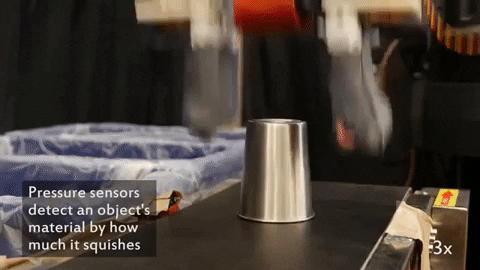 Pressure sensors
detect an object's
material by how
much it squishes
3x